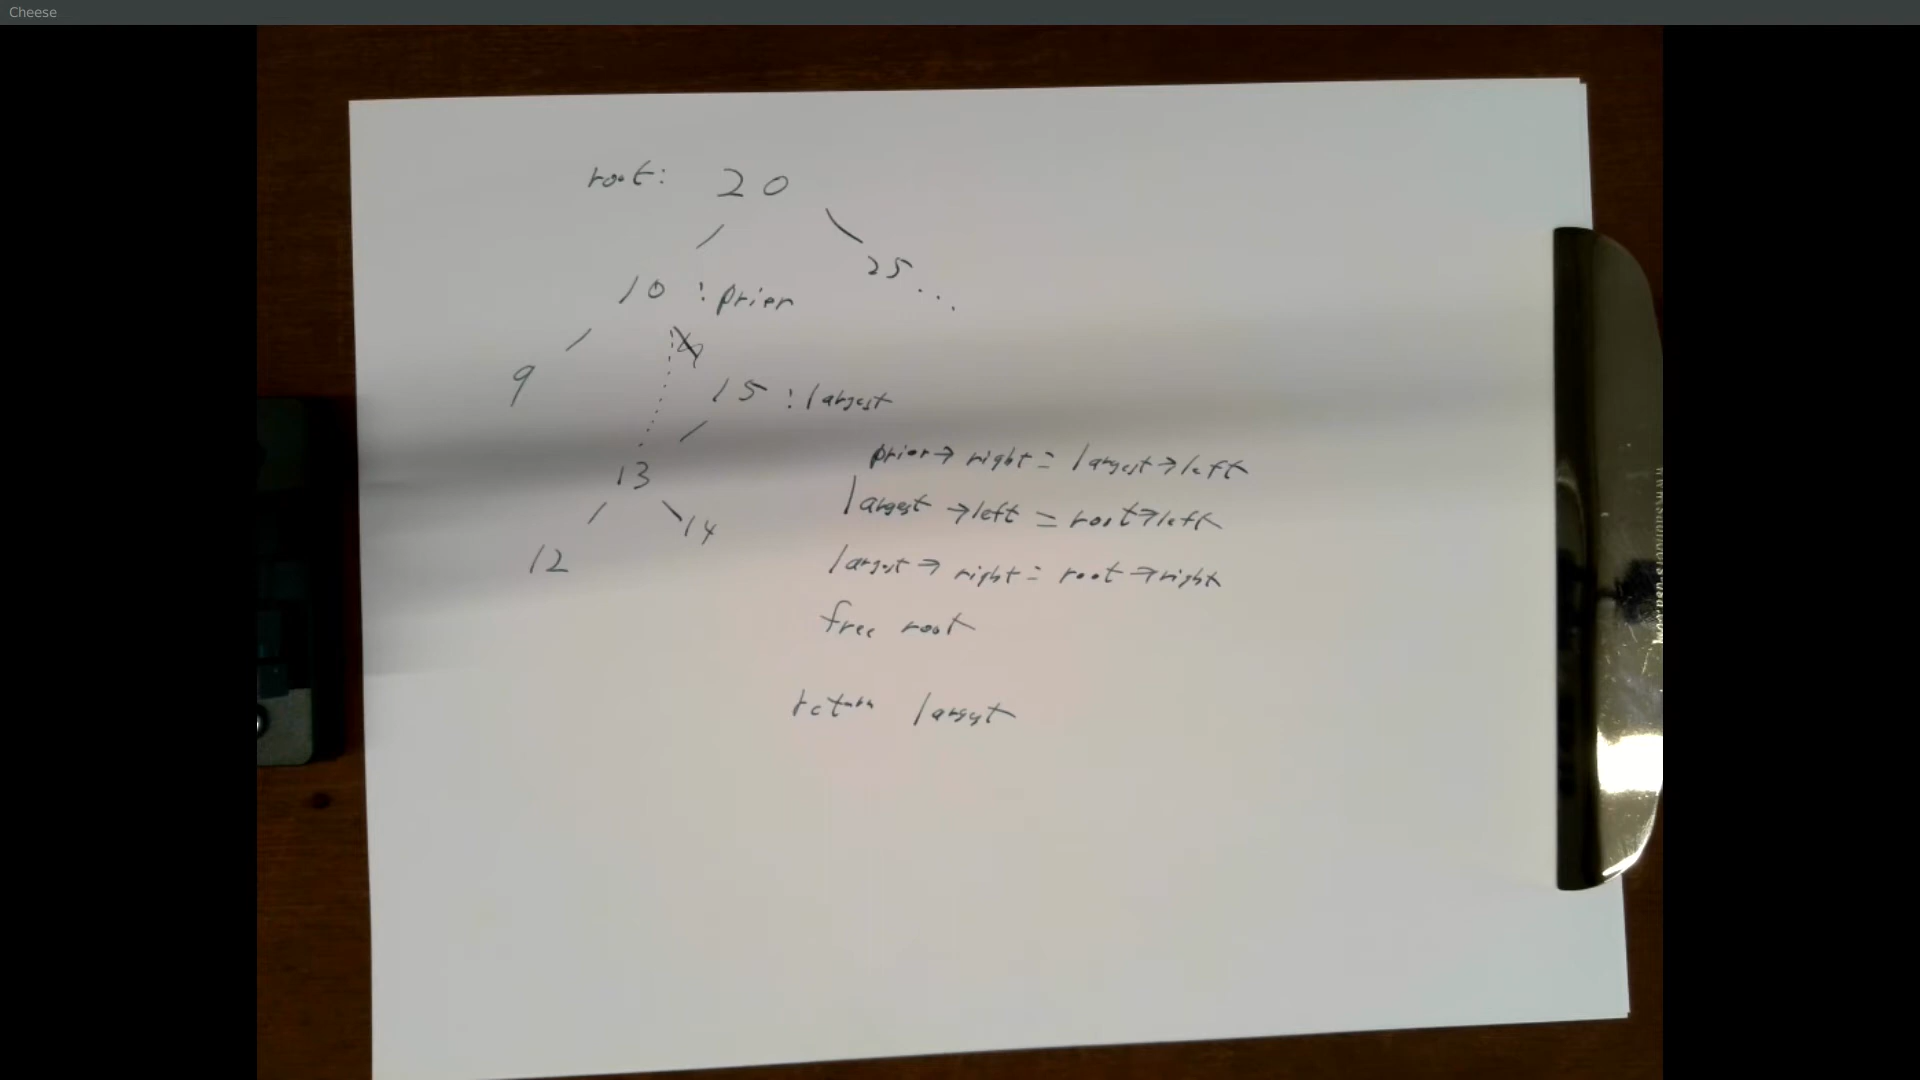 Cheese
root: 20
25...
10 : prior
9
15 : largest
prior→right = largest→left
13
largest →left = root→left
14
12
largest → right = root →right
free root
return largest